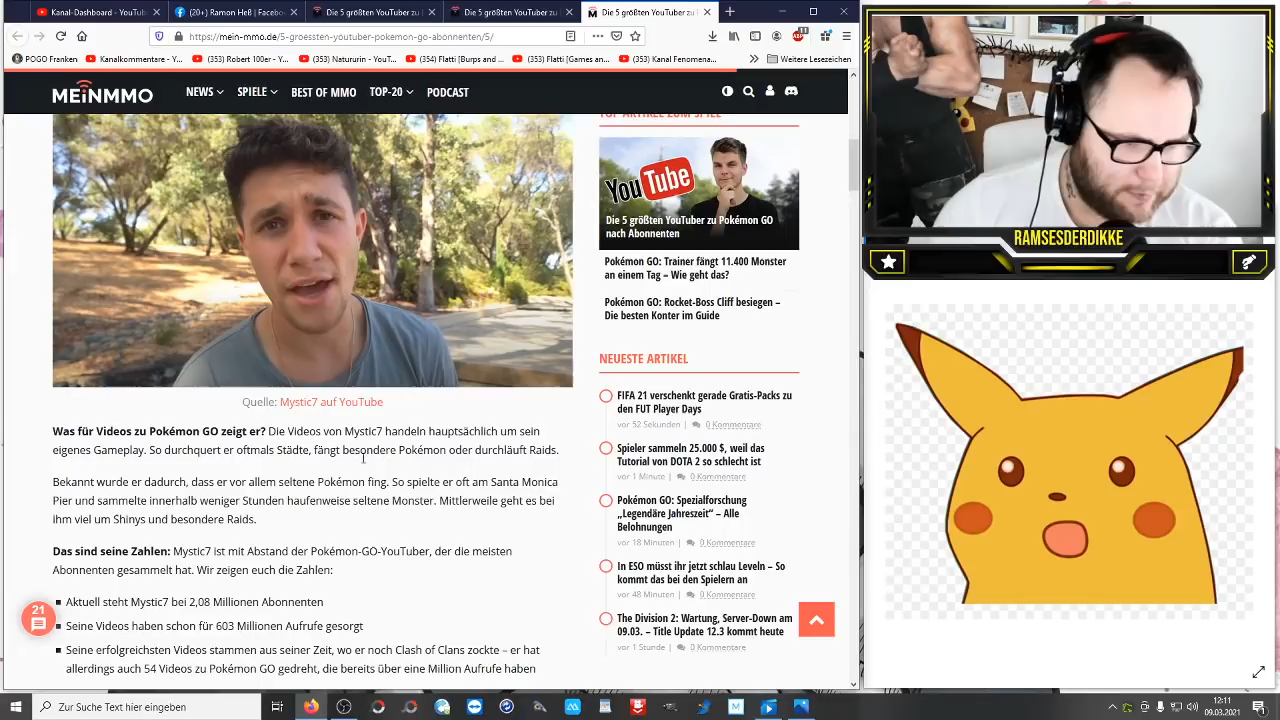 Kanal-Dashboard - YouTube S
(20+) Ramon Heß | Facebook
Die 5 größten YouTuber zu P
Die 5 größten YouTuber zu
Die 5 größten YouTuber zu
https://mein-mmo.de/5-groessten-youtuber-pokemon-go-abonnenten/5/
POGO Franken
Kanalkommentare - Y...
(353) Robert 100er - Y...
(353) Natururin - YouT...
(354) Flatti [Burps and ...
(353) Flatti [Games an...
(353) Kanal Fenomena...
Weitere Lesezeichen
MEINMMO
NEWS
SPIELE
BEST OF MMO
TOP-20
PODCAST
TOP ARTIKEL ZUM SPIEL
YouTube
Die 5 größten YouTuber zu Pokémon GO
nach Abonnenten
Pokémon GO: Trainer fängt 11.400 Monster
an einem Tag – Wie geht das?
Pokémon GO: Rocket-Boss Cliff besiegen –
Die besten Konter im Guide
NEUESTE ARTIKEL
FIFA 21 verschenkt gerade Gratis-Packs zu
den FUT Player Days
vor 52 Sekunden | 0 Kommentare
Spieler sammeln 25.000 $, weil das
Tutorial von DOTA 2 so schlecht ist
vor 1 Minute | 0 Kommentare
Pokémon GO: Spezialforschung
„Legendäre Jahreszeit“ – Alle
Belohnungen
vor 18 Minuten | 0 Kommentare
In ESO müsst ihr jetzt schlau Leveln – So
kommt das bei den Spielern an
vor 48 Minuten | 0 Kommentare
The Division 2: Wartung, Server-Down am
09.03. – Title Update 12.3 kommt heute
vor 1 Stunde | 0 Kommentare
Quelle: Mystic7 auf YouTube
Was für Videos zu Pokémon GO zeigt er? Die Videos von Mystic7 handeln hauptsächlich um sein
eigenes Gameplay. So durchquert er oftmals Städte, fängt besondere Pokémon oder durchläuft Raids.
Bekannt wurde er dadurch, dass er vor allem seltene Pokémon fing. So spielte er oft am Santa Monica
Pier und sammelte innerhalb weniger Stunden haufenweise seltene Monster. Mittlerweile geht es bei
ihm viel um Shinys und besondere Raids.
Das sind seine Zahlen: Mystic7 ist mit Abstand der Pokémon-GO-YouTuber, der die meisten
Abonnenten gesammelt hat. Wir zeigen euch die Zahlen:
Aktuell steht Mystic7 bei 2,08 Millionen Abonnenten
Seine Videos haben schon für 603 Millionen Aufrufe gesorgt
Seine erfolgreichsten Videos stammen aus seiner Zeit, wo er noch Clash of Clans zockte – er hat
allerdings auch 54 Videos zu Pokémon GO gedreht, die bereits über eine Million Aufrufe haben
21
RAMSESDERDIKKE
Zur Suche Text hier eingeben
12:11
09.03.2021